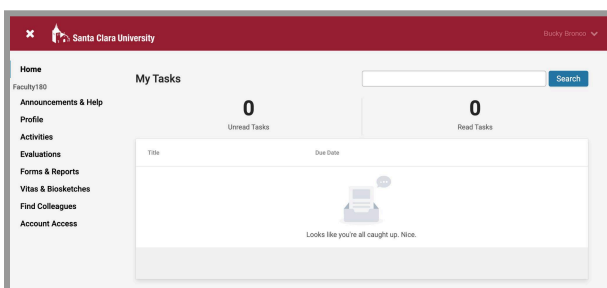 Santa Clara University
Bucky Bronco
Home
Faculty180
Announcements & Help
Profile
Activities
Evaluations
Forms & Reports
Vitas & Biosketches
Find Colleagues
Account Access
My Tasks
Search
0
Unread Tasks
0
Read Tasks
Title Due Date
Looks like you're all caught up. Nice.